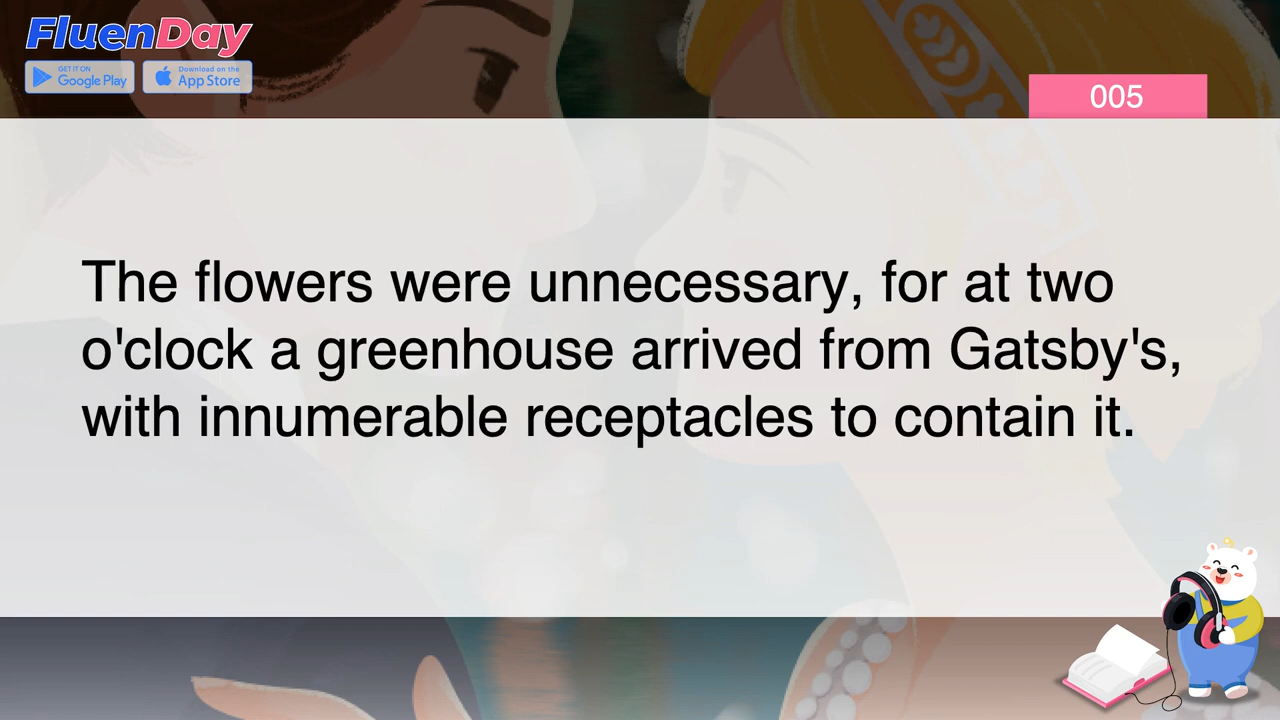 FluenDay
GET IT ON
Google Play
Download on the
App Store
005
The flowers were unnecessary, for at two
o'clock a greenhouse arrived from Gatsby's,
with innumerable receptacles to contain it.